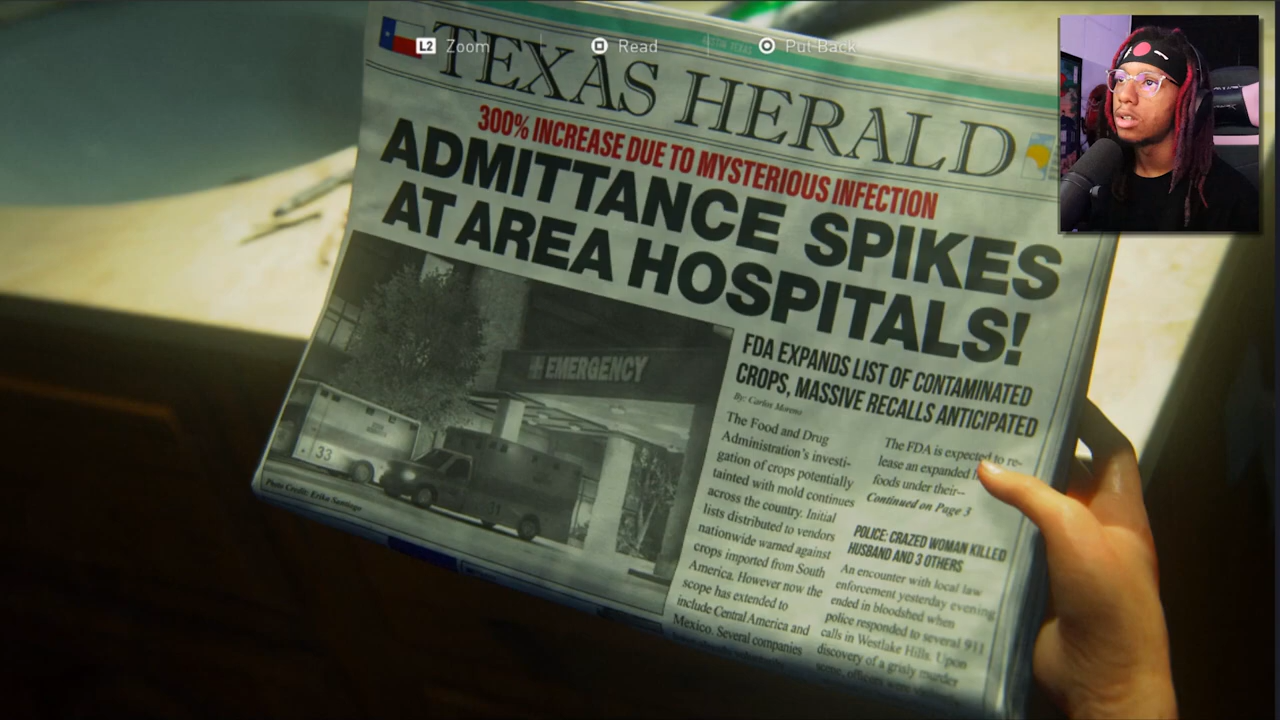 L2 Zoom
Read
Pull Back
TEXAS HERALD
300% INCREASE DUE TO MYSTERIOUS INFECTION
ADMITTANCE SPIKES
AT AREA HOSPITALS!
EMERGENCY
33
31
Photo Credit: Erika Santiago
FDA EXPANDS LIST OF CONTAMINATED
CROPS, MASSIVE RECALLS ANTICIPATED
By: Carlos Moreno
The Food and Drug
Administration's investi-
gation of crops potentially
tainted with mold continues
across the country. Initial
lists distributed to vendors
nationwide warned against
crops imported from South
America. However now the
scope has extended to
include Central America and
Mexico. Several companies
The FDA is expected to re-
lease an expanded
foods under their--
Continued on Page 3
POLICE: CRAZED WOMAN KILLED
HUSBAND AND 3 OTHERS
An encounter with local law
enforcement yesterday evening
ended in bloodshed when
police responded to several 911
calls in Westlake Hills. Upon
discovery of a grisly murder